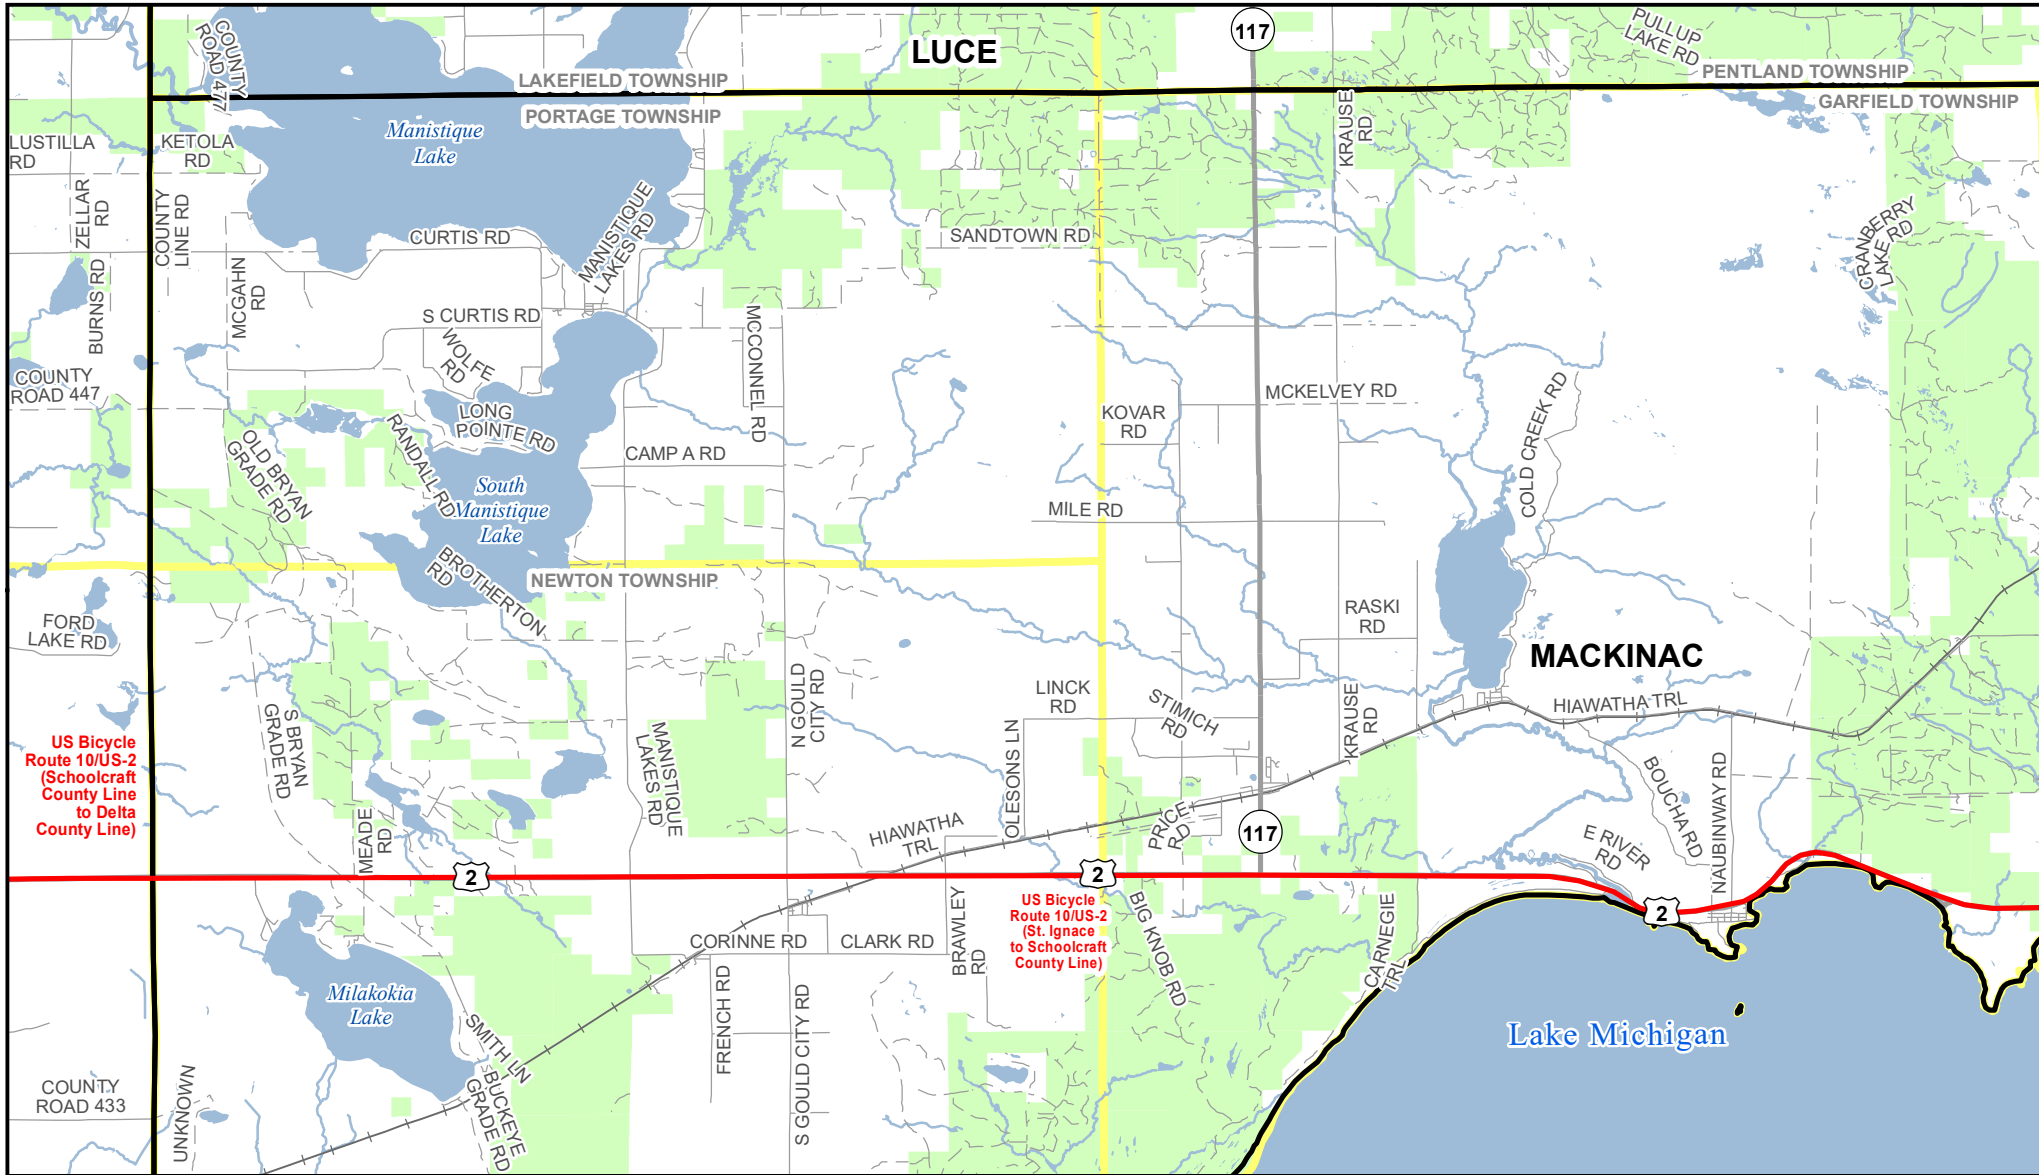 117
LUCE
COUNTY
ROAD 477
PULLUP
LAKE RD
LAKEFIELD TOWNSHIP
PENTLAND TOWNSHIP
PORTAGE TOWNSHIP
GARFIELD TOWNSHIP
Manistique
Lake
KRAUSE
RD
LUSTILLA
RD
KETOLA
RD
ZELLAR
RD
COUNTY
LINE RD
MANISTIQUE
LAKES RD
CURTIS RD
SANDTOWN RD
CRANBERRY
LAKE RD
BURNS RD
MCGAHN
RD
S CURTIS RD
WOLFE
RD
MCCONNEL RD
COUNTY
ROAD 447
MCKELVEY RD
COLD CREEK RD
KOVAR
RD
LONG
POINTE RD
RANDALL RD
OLD BRYAN
GRADE RD
CAMP A RD
South
Manistique
Lake
MILE RD
BROTHERTON
RD
NEWTON TOWNSHIP
FORD
LAKE RD
RASKI
RD
MACKINAC
N GOULD
CITY RD
LINCK
RD
STIMICH
RD
KRAUSE
RD
HIAWATHA TRL
S BRYAN
GRADE RD
MANISTIQUE
LAKES RD
OLESONS LN
US Bicycle
Route 10/US-2
(Schoolcraft
County Line
to Delta
County Line)
BOUCHA RD
NAUBINWAY RD
MEADE
RD
HIAWATHA
TRL
PRICE
RD
117
E RIVER
RD
2
2
2
US Bicycle
Route 10/US-2
(St. Ignace
to Schoolcraft
County Line)
BRAWLEY
RD
BIG KNOB RD
CARNEGIE
TRL
CORINNE RD
CLARK RD
Milakokia
Lake
FRENCH RD
S GOULD CITY RD
Lake Michigan
SMITH LN
BUCKEYE
GRADE RD
COUNTY
ROAD 433
UNKNOWN